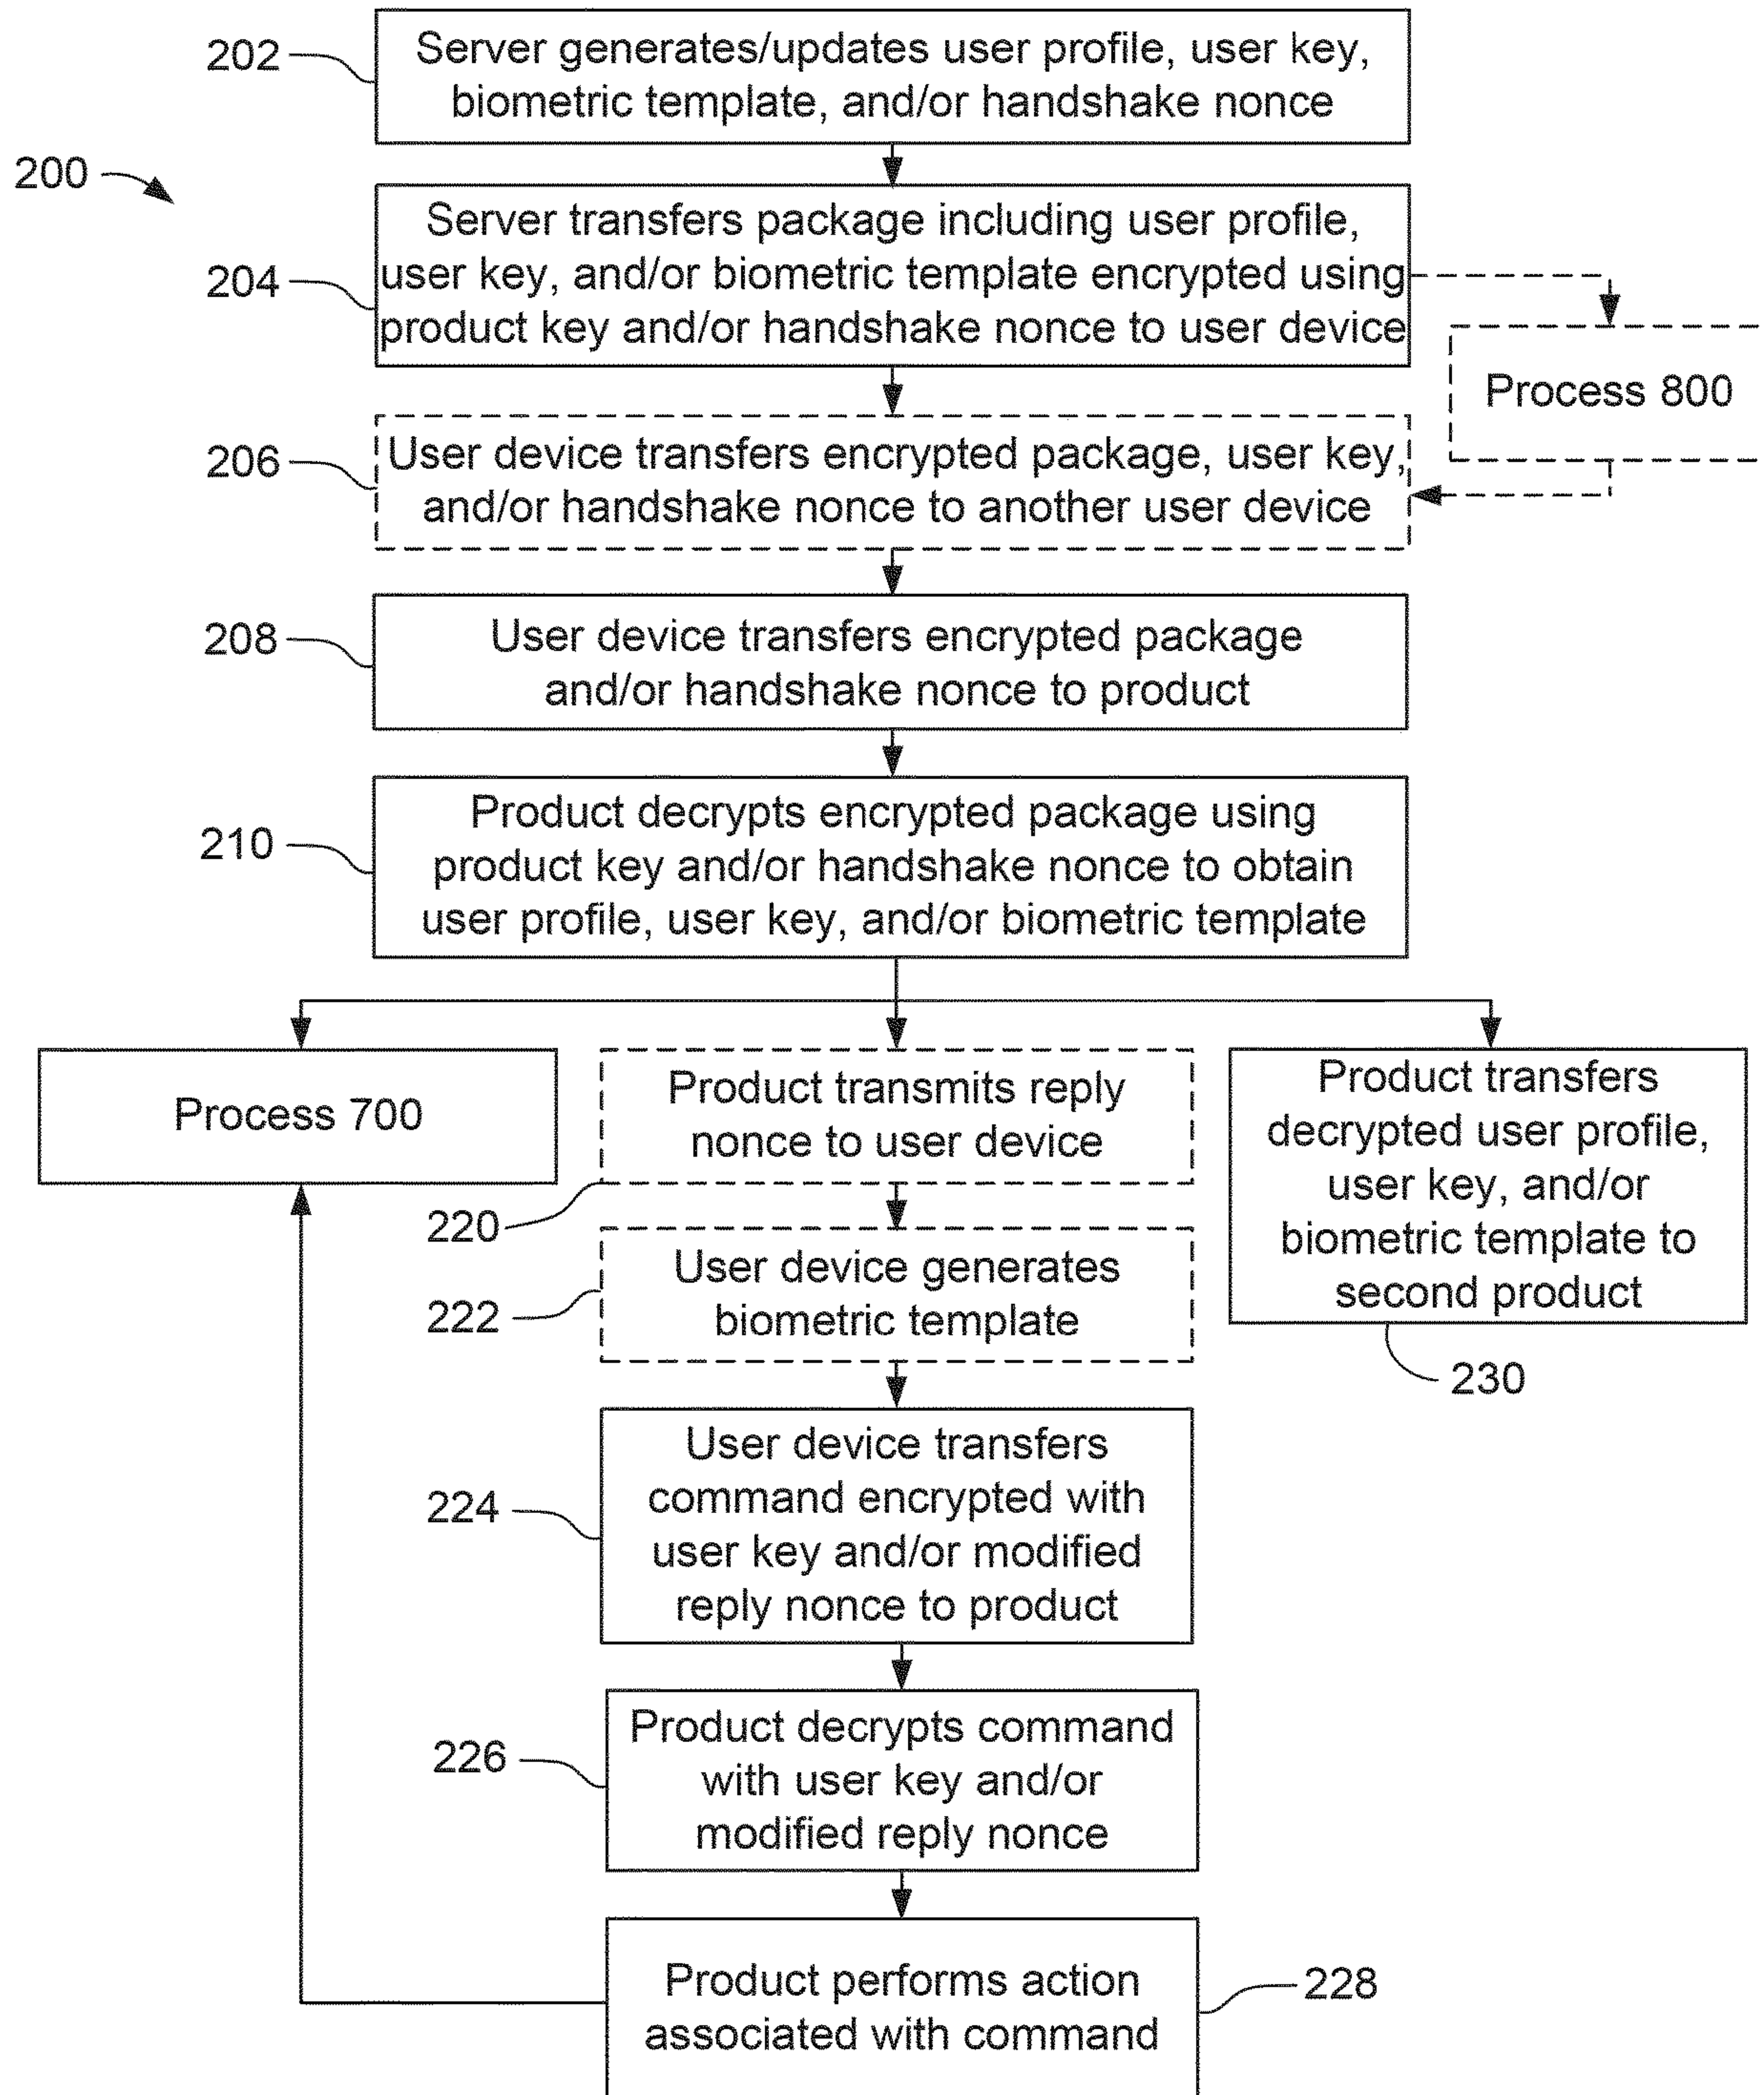 202
Server generates/updates user profile, user key,
biometric template, and/or handshake nonce
200
204
Server transfers package including user profile,
user key, and/or biometric template encrypted using
product key and/or handshake nonce to user device
Process 800
206
User device transfers encrypted package, user key,
and/or handshake nonce to another user device
208
User device transfers encrypted package
and/or handshake nonce to product
210
Product decrypts encrypted package using
product key and/or handshake nonce to obtain
user profile, user key, and/or biometric template
Process 700
Product transmits reply
nonce to user device
220
User device generates
biometric template
222
Product transfers
decrypted user profile,
user key, and/or
biometric template to
second product
230
User device transfers
command encrypted with
user key and/or modified
reply nonce to product
224
Product decrypts command
with user key and/or
modified reply nonce
226
Product performs action
associated with command
228